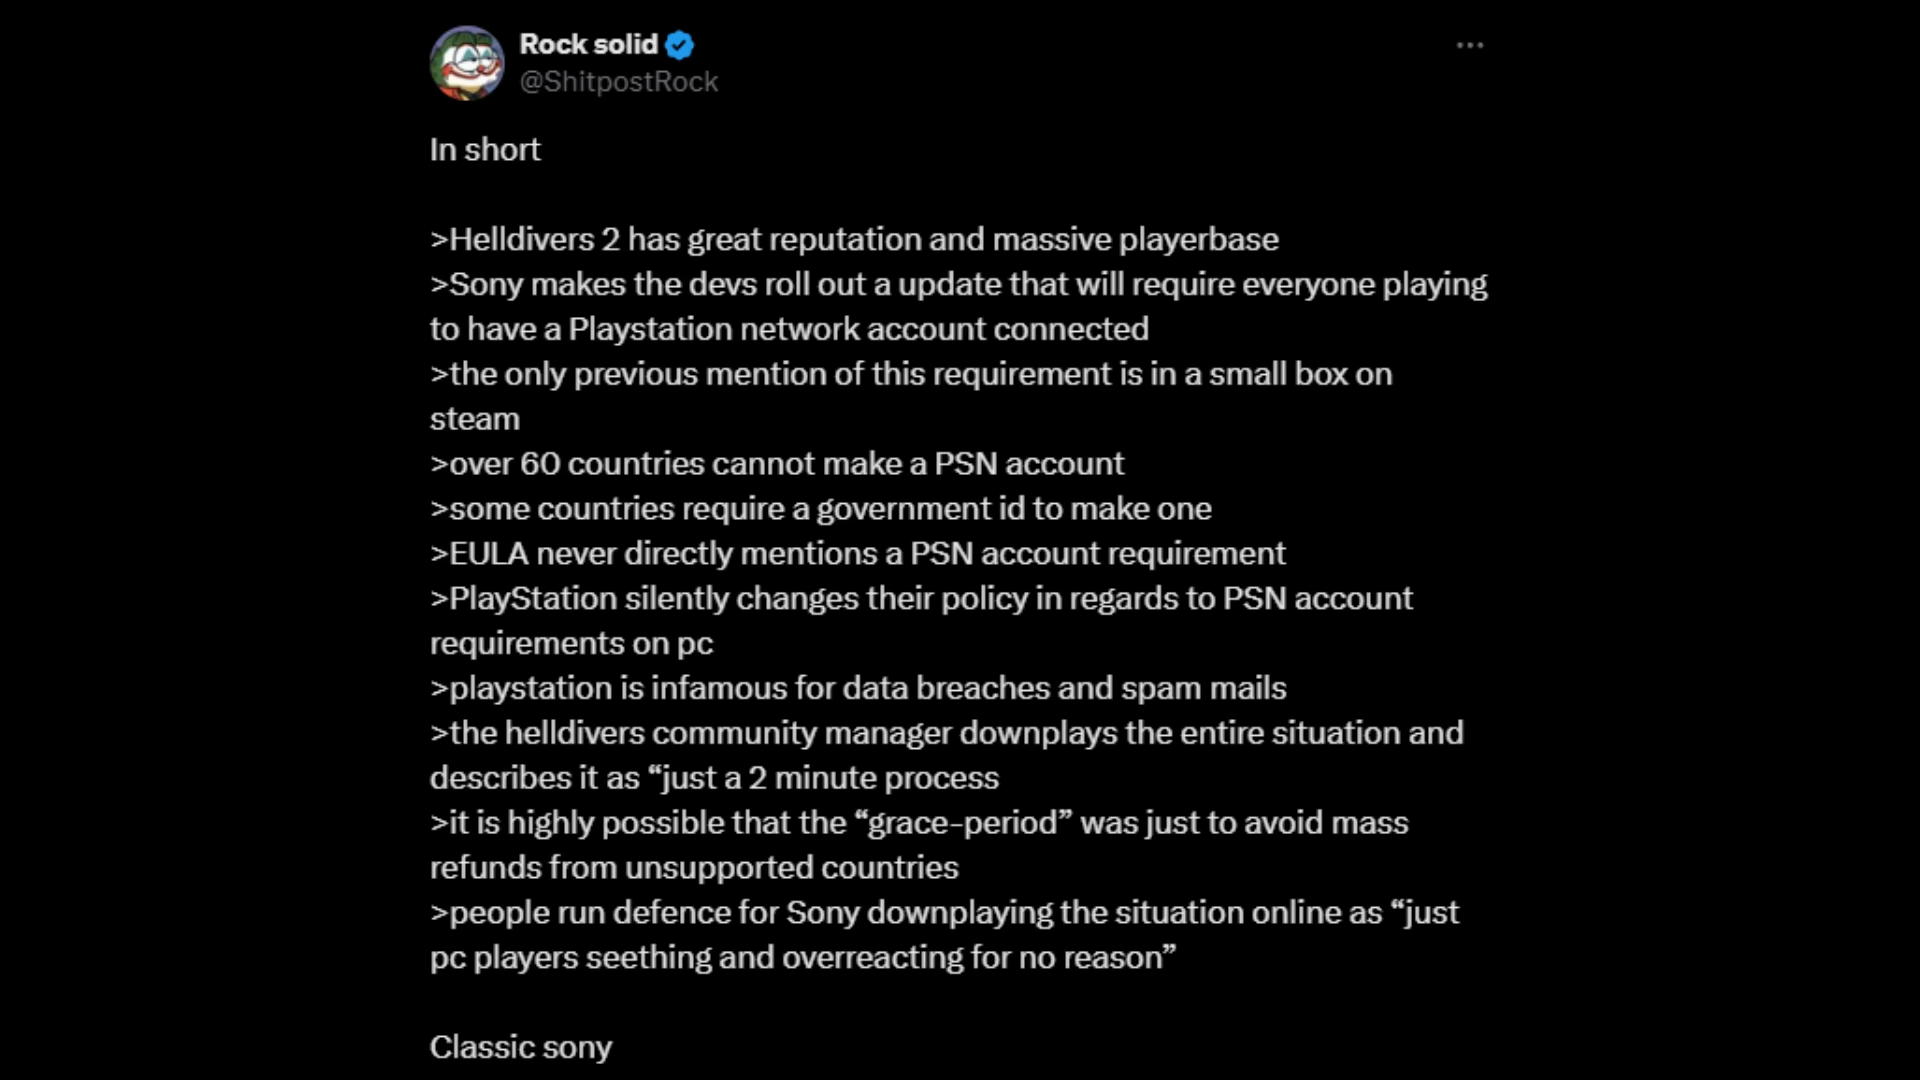 Rock solid
@ShitpostRock
In short
>Helldivers 2 has great reputation and massive playerbase
>Sony makes the devs roll out a update that will require everyone playing
to have a Playstation network account connected
>the only previous mention of this requirement is in a small box on
steam
>over 60 countries cannot make a PSN account
>some countries require a government id to make one
>EULA never directly mentions a PSN account requirement
>PlayStation silently changes their policy in regards to PSN account
requirements on pc
>playstation is infamous for data breaches and spam mails
>the helldivers community manager downplays the entire situation and
describes it as “just a 2 minute process
>it is highly possible that the “grace-period” was just to avoid mass
refunds from unsupported countries
>people run defence for Sony downplaying the situation online as “just
pc players seething and overreacting for no reason”
Classic sony